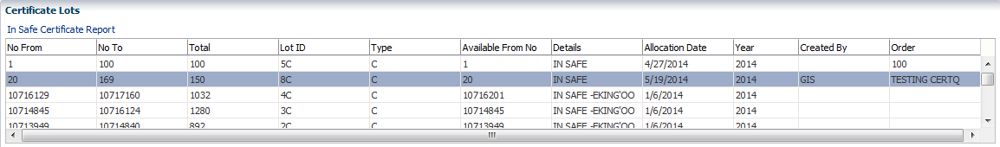 Certificate Lots
In Safe Certificate Report
No From No To Total Lot ID Type Available From No Details Allocation Date Year Created By Order
1 100 100 5C C 1 IN SAFE 4/27/2014 2014 100
20 169 150 8C C 20 IN SAFE 5/19/2014 2014 GIS TESTING CERTQ
10716129 10717160 1032 4C C 10716201 IN SAFE -EKING'OO 1/6/2014 2014
10714845 10716124 1280 3C C 10714845 IN SAFE -EKING'OO 1/6/2014 2014
10713949 10714840 892 2C C 10713949 IN SAFE -EKING'OO 1/6/2014 2014